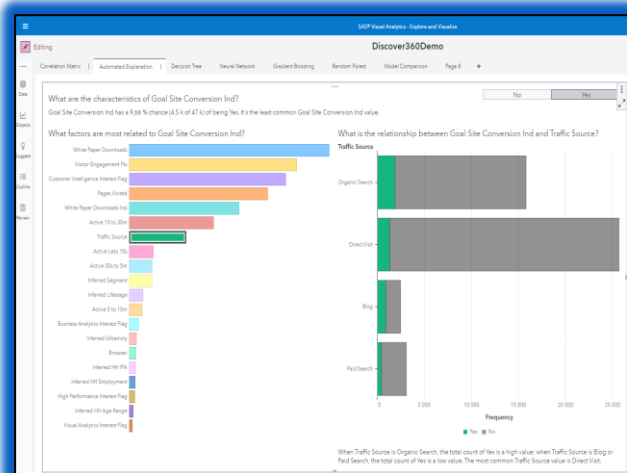 SAS® Visual Analytics - Explore and Visualize
Editing
Discover360Demo
Correlation Matrix
Automated Explanation
Decision Tree
Neural Network
Gradient Boosting
Random Forest
Model Comparison
Page 8
+
Data
Objects
Suggest
Outline
Review
No
Yes
What are the characteristics of Goal Site Conversion Ind?
Goal Site Conversion Ind has a 9,66 % chance (4,5 k of 47 k) of being Yes. It's the least common Goal Site Conversion Ind value.
What factors are most related to Goal Site Conversion Ind?
White Paper Downloads
Visitor Engagement Pts
Customer Intelligence Interest Flag
Pages Visited
White Paper Downloads Ind
Active 10 to 30m
Traffic Source
Active Less 10s
Active 30s to 5m
Inferred Segment
Inferred Lifestage
Active 5 to 10m
Business Analytics Interest Flag
Inferred Urbanicity
Browser
Inferred HH IPA
Inferred HH Employment
High Performance Interest Flag
Inferred HH Age Range
Visual Analytics Interest Flag
What is the relationship between Goal Site Conversion Ind and Traffic Source?
Traffic Source
Organic Search
Direct Visit
Blog
Paid Search
0 5 000 10 000 15 000 20 000 25 000
Frequency
Yes No
When Traffic Source is Organic Search, the total count of Yes is a high value; when Traffic Source is Blog or
Paid Search, the total count of Yes is a low value. The most common Traffic Source value is Direct Visit.